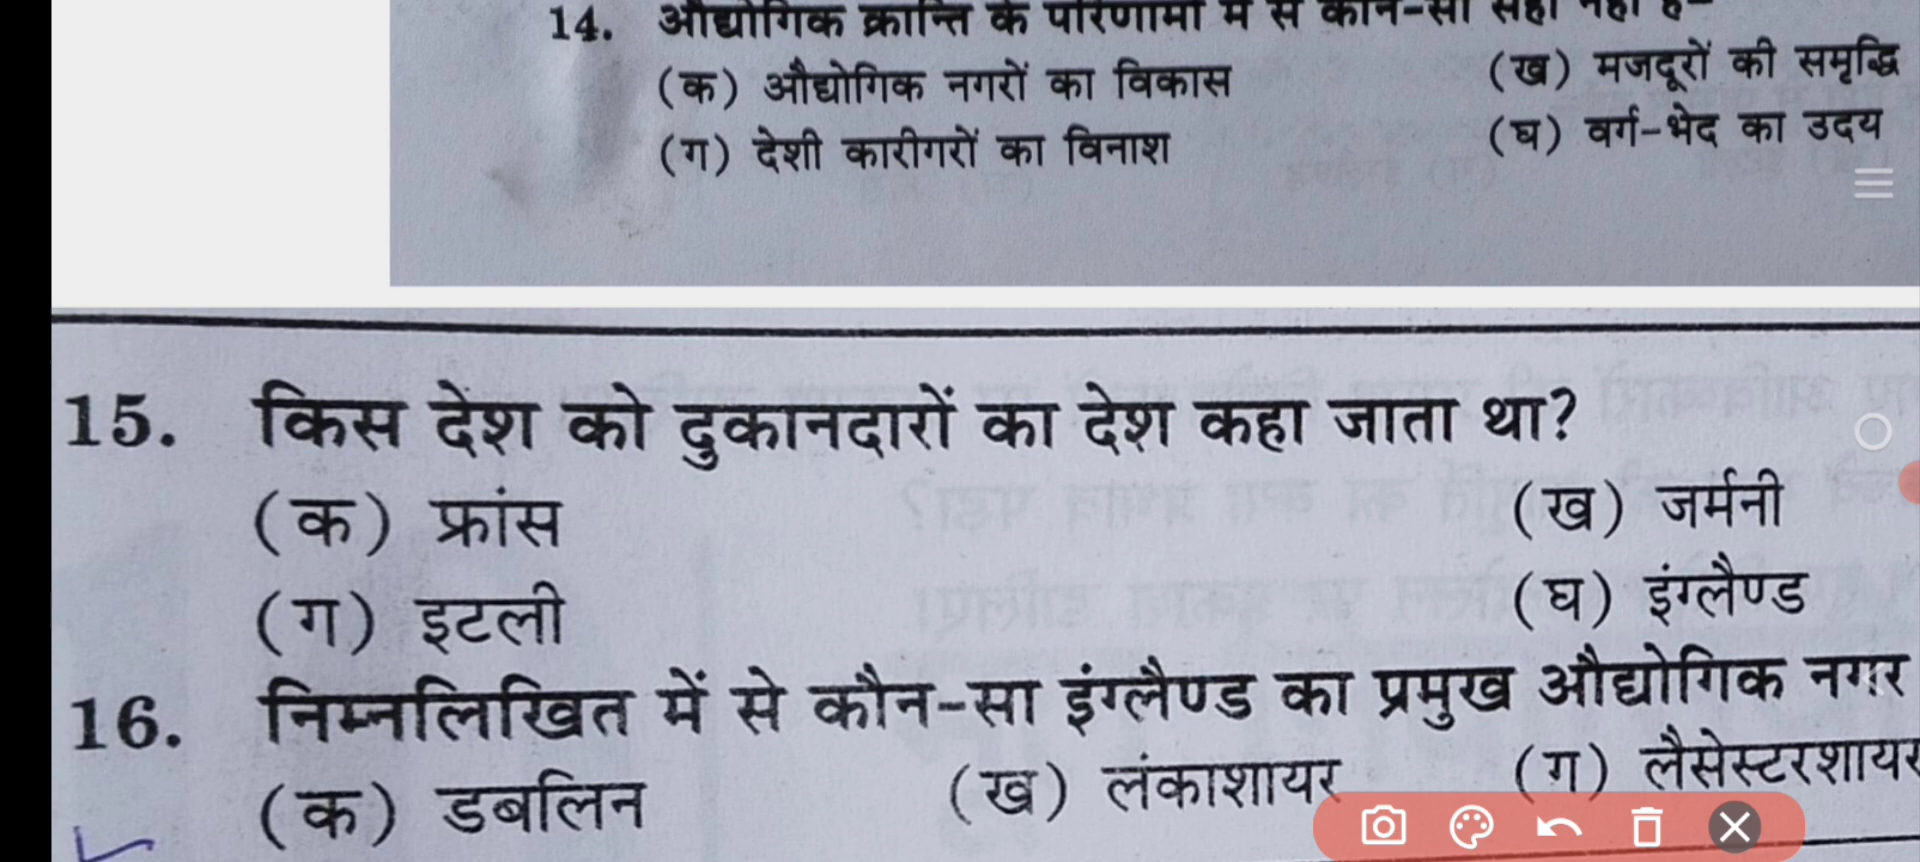 14. औद्योगिक क्रान्ति के परिणामों में से कौन-सा सही नहीं है-
(क) औद्योगिक नगरों का विकास (ख) मजदूरों की समृद्धि
(ग) देशी कारीगरों का विनाश (घ) वर्ग-भेद का उदय
15. किस देश को दुकानदारों का देश कहा जाता था?
(क) फ्रांस (ख) जर्मनी
(ग) इटली (घ) इंग्लैण्ड
16. निम्नलिखित में से कौन-सा इंग्लैण्ड का प्रमुख औद्योगिक नगर
(क) डबलिन (ख) लंकाशायर (ग) लैसेस्टरशायर